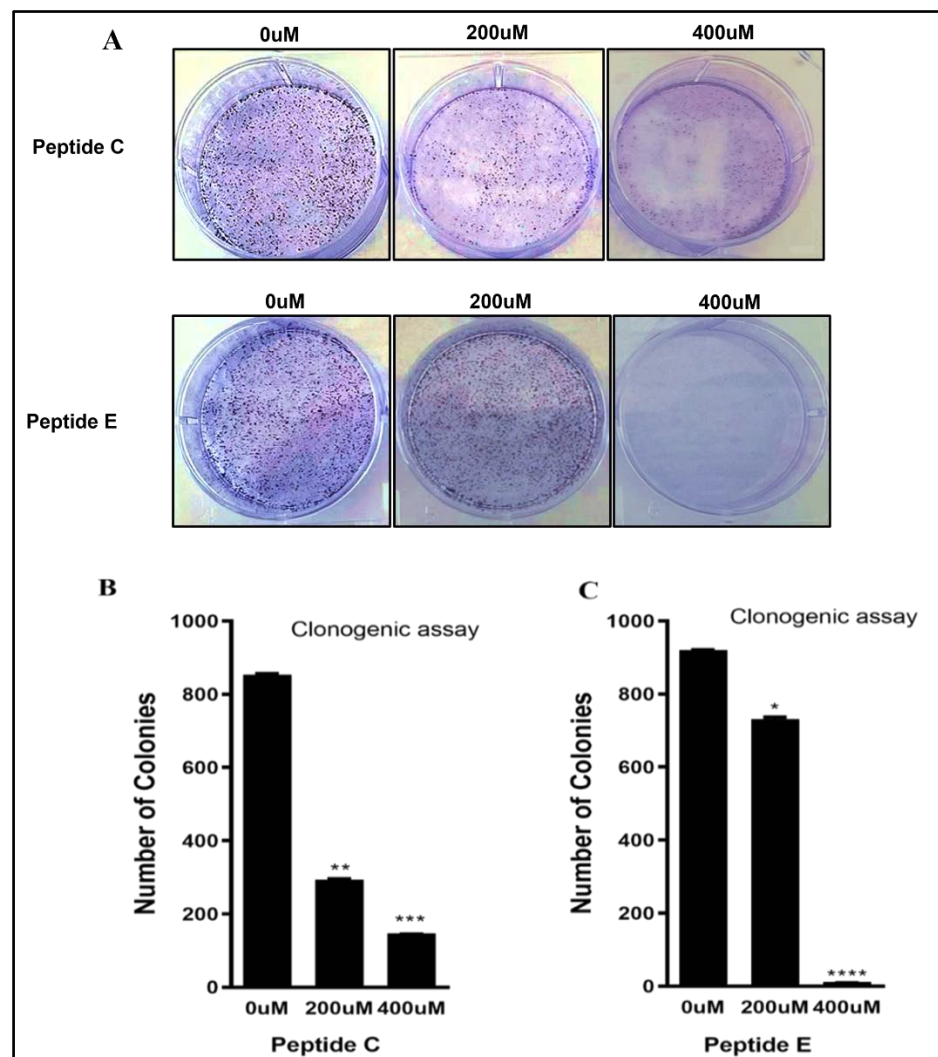 A
0uM 200uM 400uM
Peptide C
0uM 200uM 400uM
Peptide E
B
Clonogenic assay
Number of Colonies
1000
800
600
400
200
0
** 
***
0uM 200uM 400uM
Peptide C
C
Clonogenic assay
Number of Colonies
1000
800
600
400
200
0
*
****
0uM 200uM 400uM
Peptide E